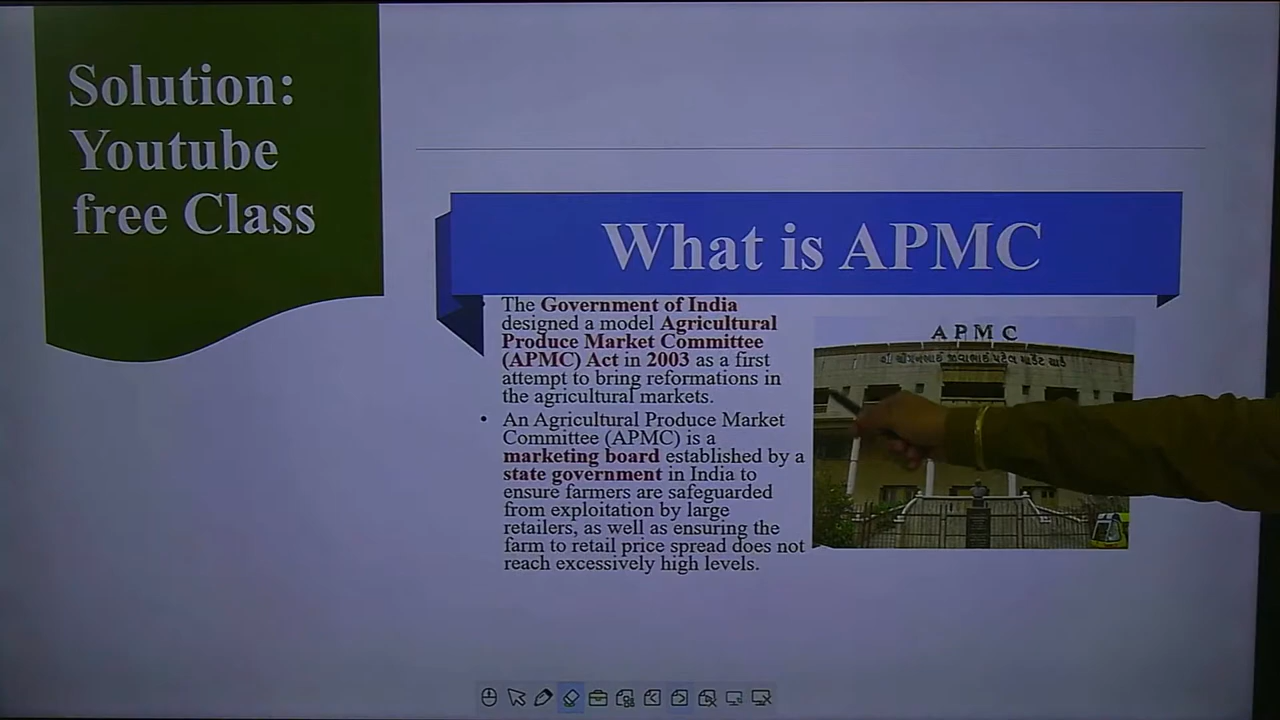 Solution:
Youtube
free Class
What is APMC
The Government of India
designed a model Agricultural
Produce Market Committee
(APMC) Act in 2003 as a first
attempt to bring reformations in
the agricultural markets.
• An Agricultural Produce Market
Committee (APMC) is a
marketing board established by a
state government in India to
ensure farmers are safeguarded
from exploitation by large
retailers, as well as ensuring the
farm to retail price spread does not
reach excessively high levels.
APMC